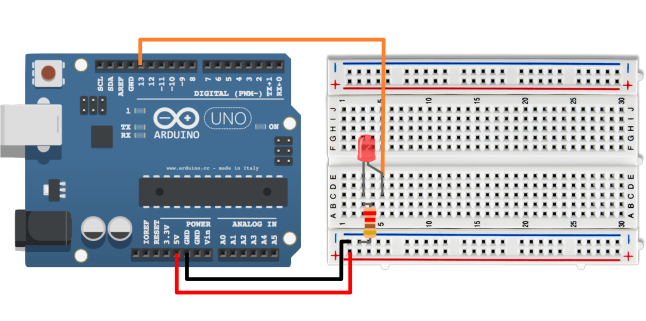 SCL
SDA
AREF
GND
13
12
~11
~10
~9
8
7
6
5
4
3
2
TX→1
RX←0
DIGITAL (PWM~)
1
TX
RX
ARDUINO
UNO
ON
www.arduino.cc - made in Italy
POWER
ANALOG IN
IOREF
RESET
3.3V
5V
GND
GND
Vin
A0
A1
A2
A3
A4
A5
- -
+ +
1 5 10 15 20 25 30
J J
I I
H H
G G
F F
E E
D D
C C
B B
A A
1 5 10 15 20 25 30
- -
+ +